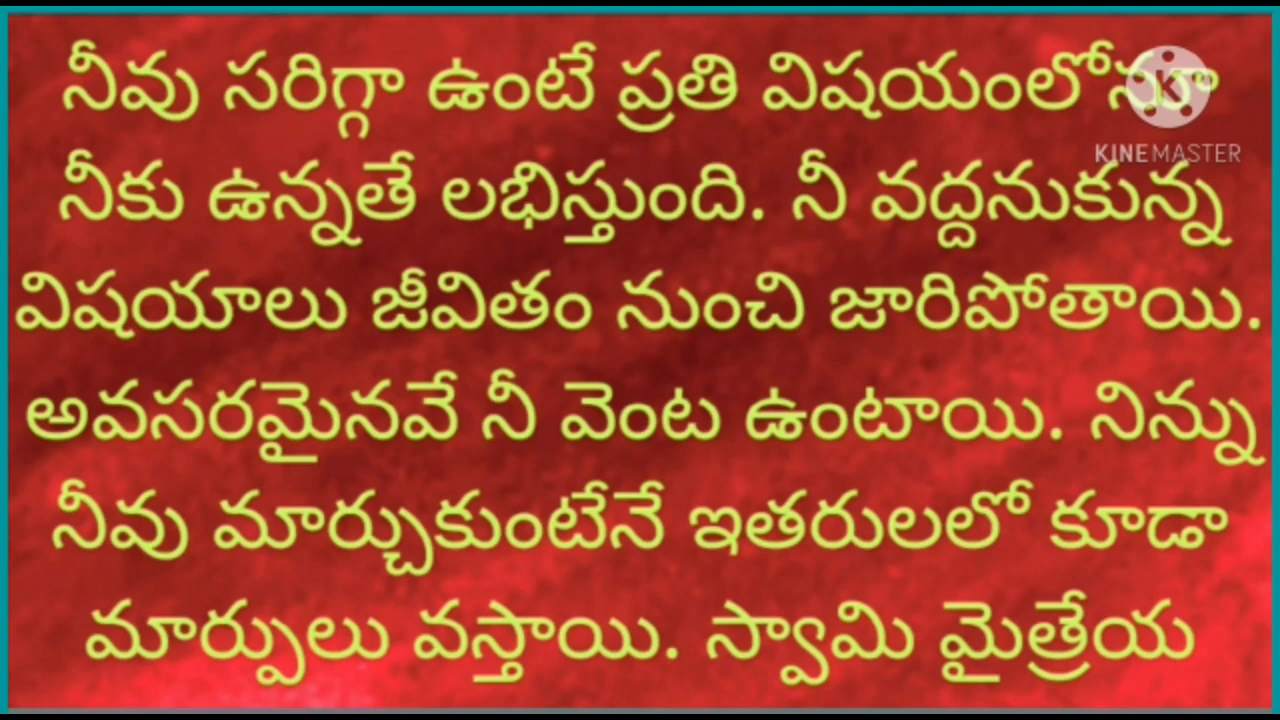 నీవు సరిగ్గా ఉంటే ప్రతి విషయంలోనూ
KINEMASTER
నీకు ఉన్నతే లభిస్తుంది. నీ వద్దనుకున్న
విషయాలు జీవితం నుంచి జారిపోతాయి.
అవసరమైనవే నీ వెంట ఉంటాయి. నిన్ను
నీవు మార్చుకుంటేనే ఇతరులలో కూడా
మార్పులు వస్తాయి. స్వామి మైత్రేయ